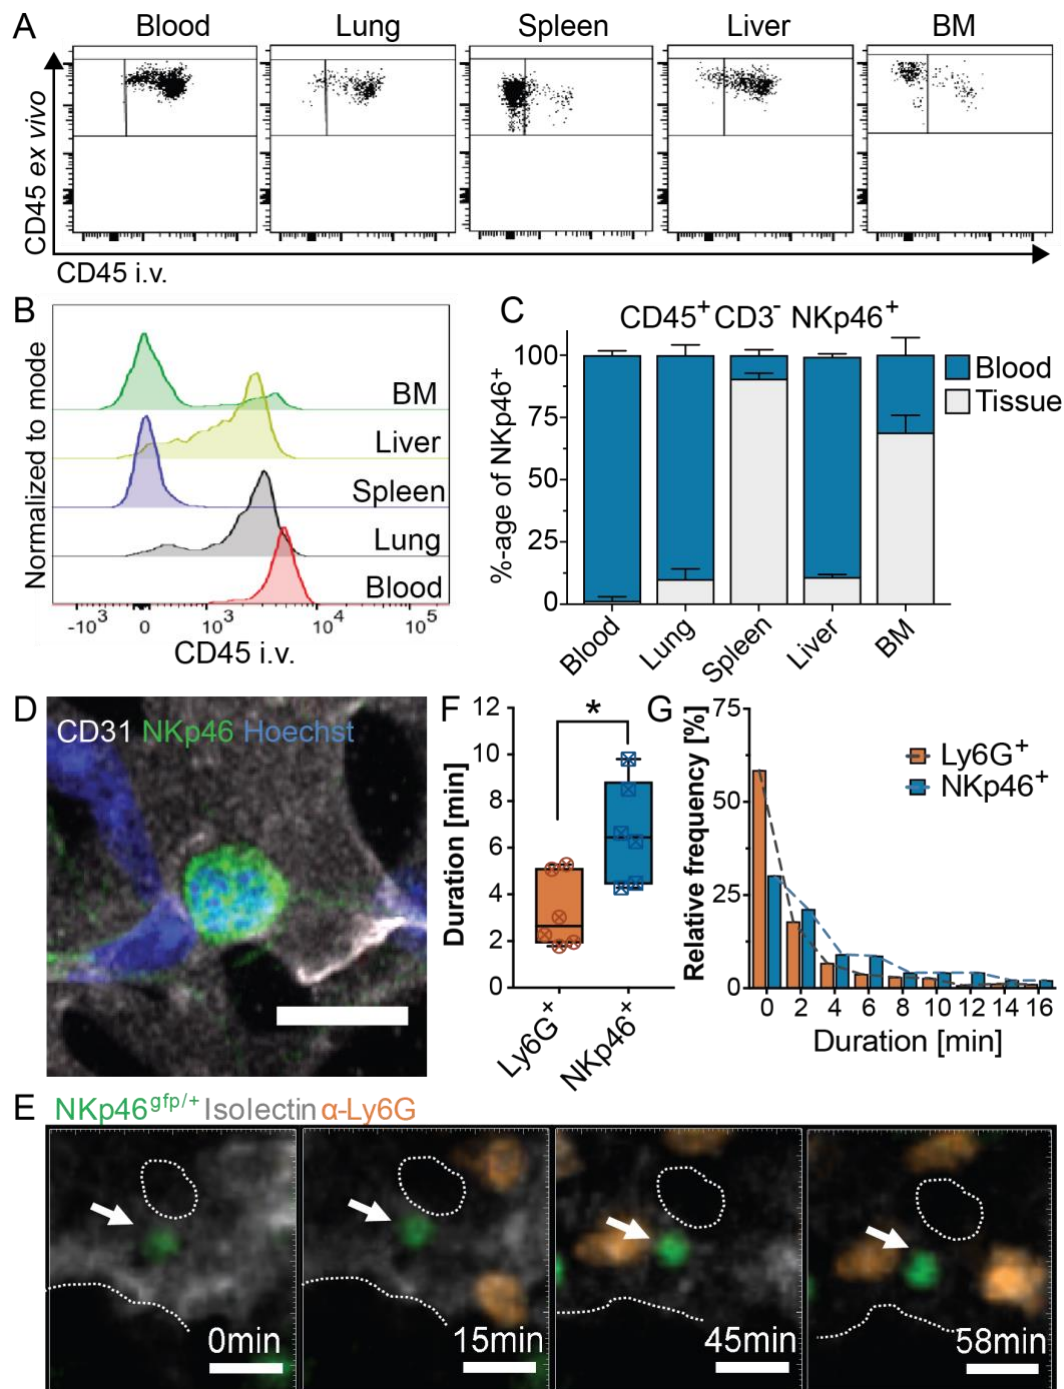 A
Blood
Lung
Spleen
Liver
BM
CD45 ex vivo
CD45 i.v.
B
Normalized to mode
BM
Liver
Spleen
Lung
Blood
-10³ 0 10³ 10⁴ 10⁵
CD45 i.v.
C
CD45⁺CD3⁻ NKp46⁺
%-age of NKp46⁺
100
75
50
25
0
Blood
Tissue
Blood
Lung
Spleen
Liver
BM
D
CD31 NKp46 Hoechst
F
Duration [min]
12
10
8
6
4
2
0
*
Ly6G⁺
NKp46⁺
G
Relative frequency [%]
75
50
25
0
Ly6G⁺
NKp46⁺
0 2 4 6 8 10 12 14 16
Duration [min]
E
NKp46gfp/+ Isolectin α-Ly6G
0min
15min
45min
58min